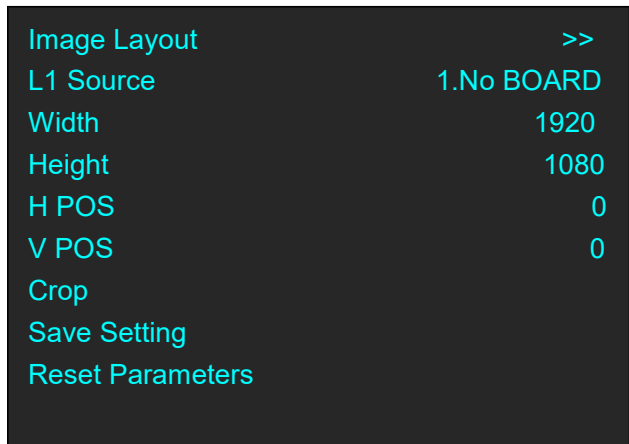 Image Layout >>
L1 Source 1.No BOARD
Width 1920
Height 1080
H POS 0
V POS 0
Crop
Save Setting
Reset Parameters